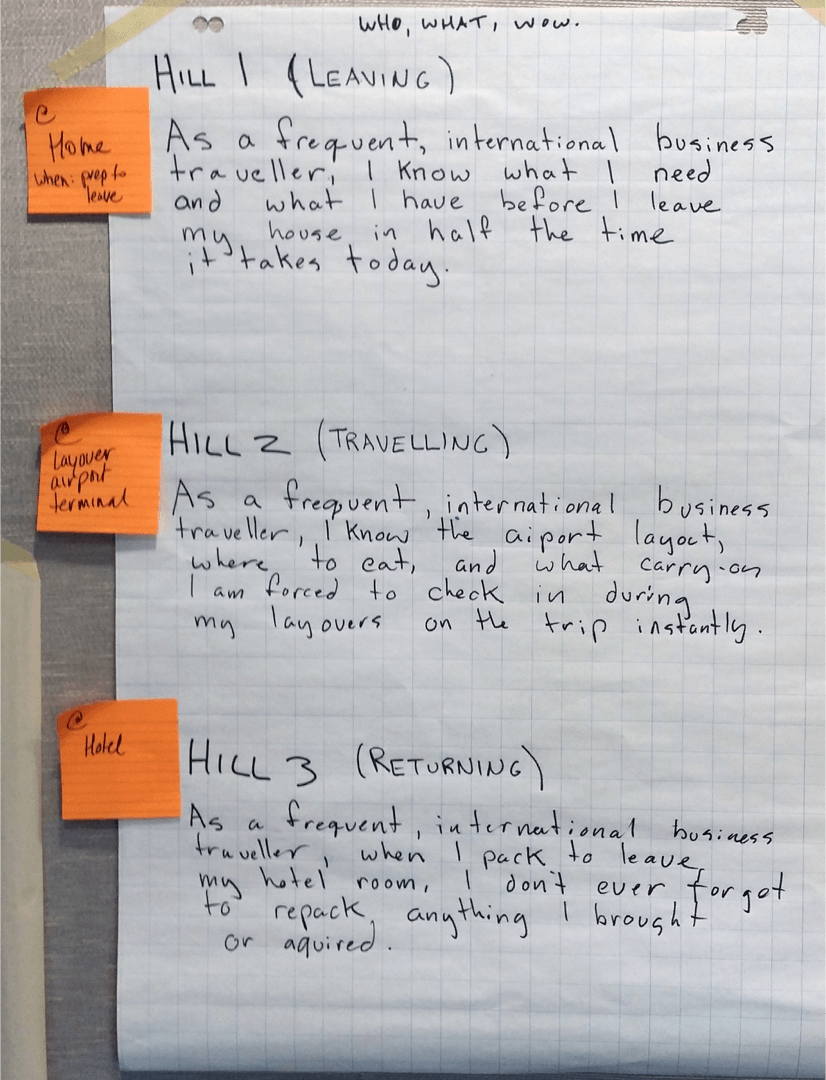 WHO, WHAT, WOW.
HILL 1 (LEAVING)
@
Home
when: prep to
leave
As a frequent, international business
traveller, I know what I need
and what I have before I leave
my house in half the time
it takes today.
HILL 2 (TRAVELLING)
@
Layover
airport
terminal
As a frequent, international business
traveller, I know the aiport layout,
where to eat, and what carry-on
I am forced to check in during
my layovers on the trip instantly.
HILL 3 (RETURNING)
@
Hotel
As a frequent, international business
traveller, when I pack to leave
my hotel room, I don't ever forgot
to repack anything I brought
or aquired.